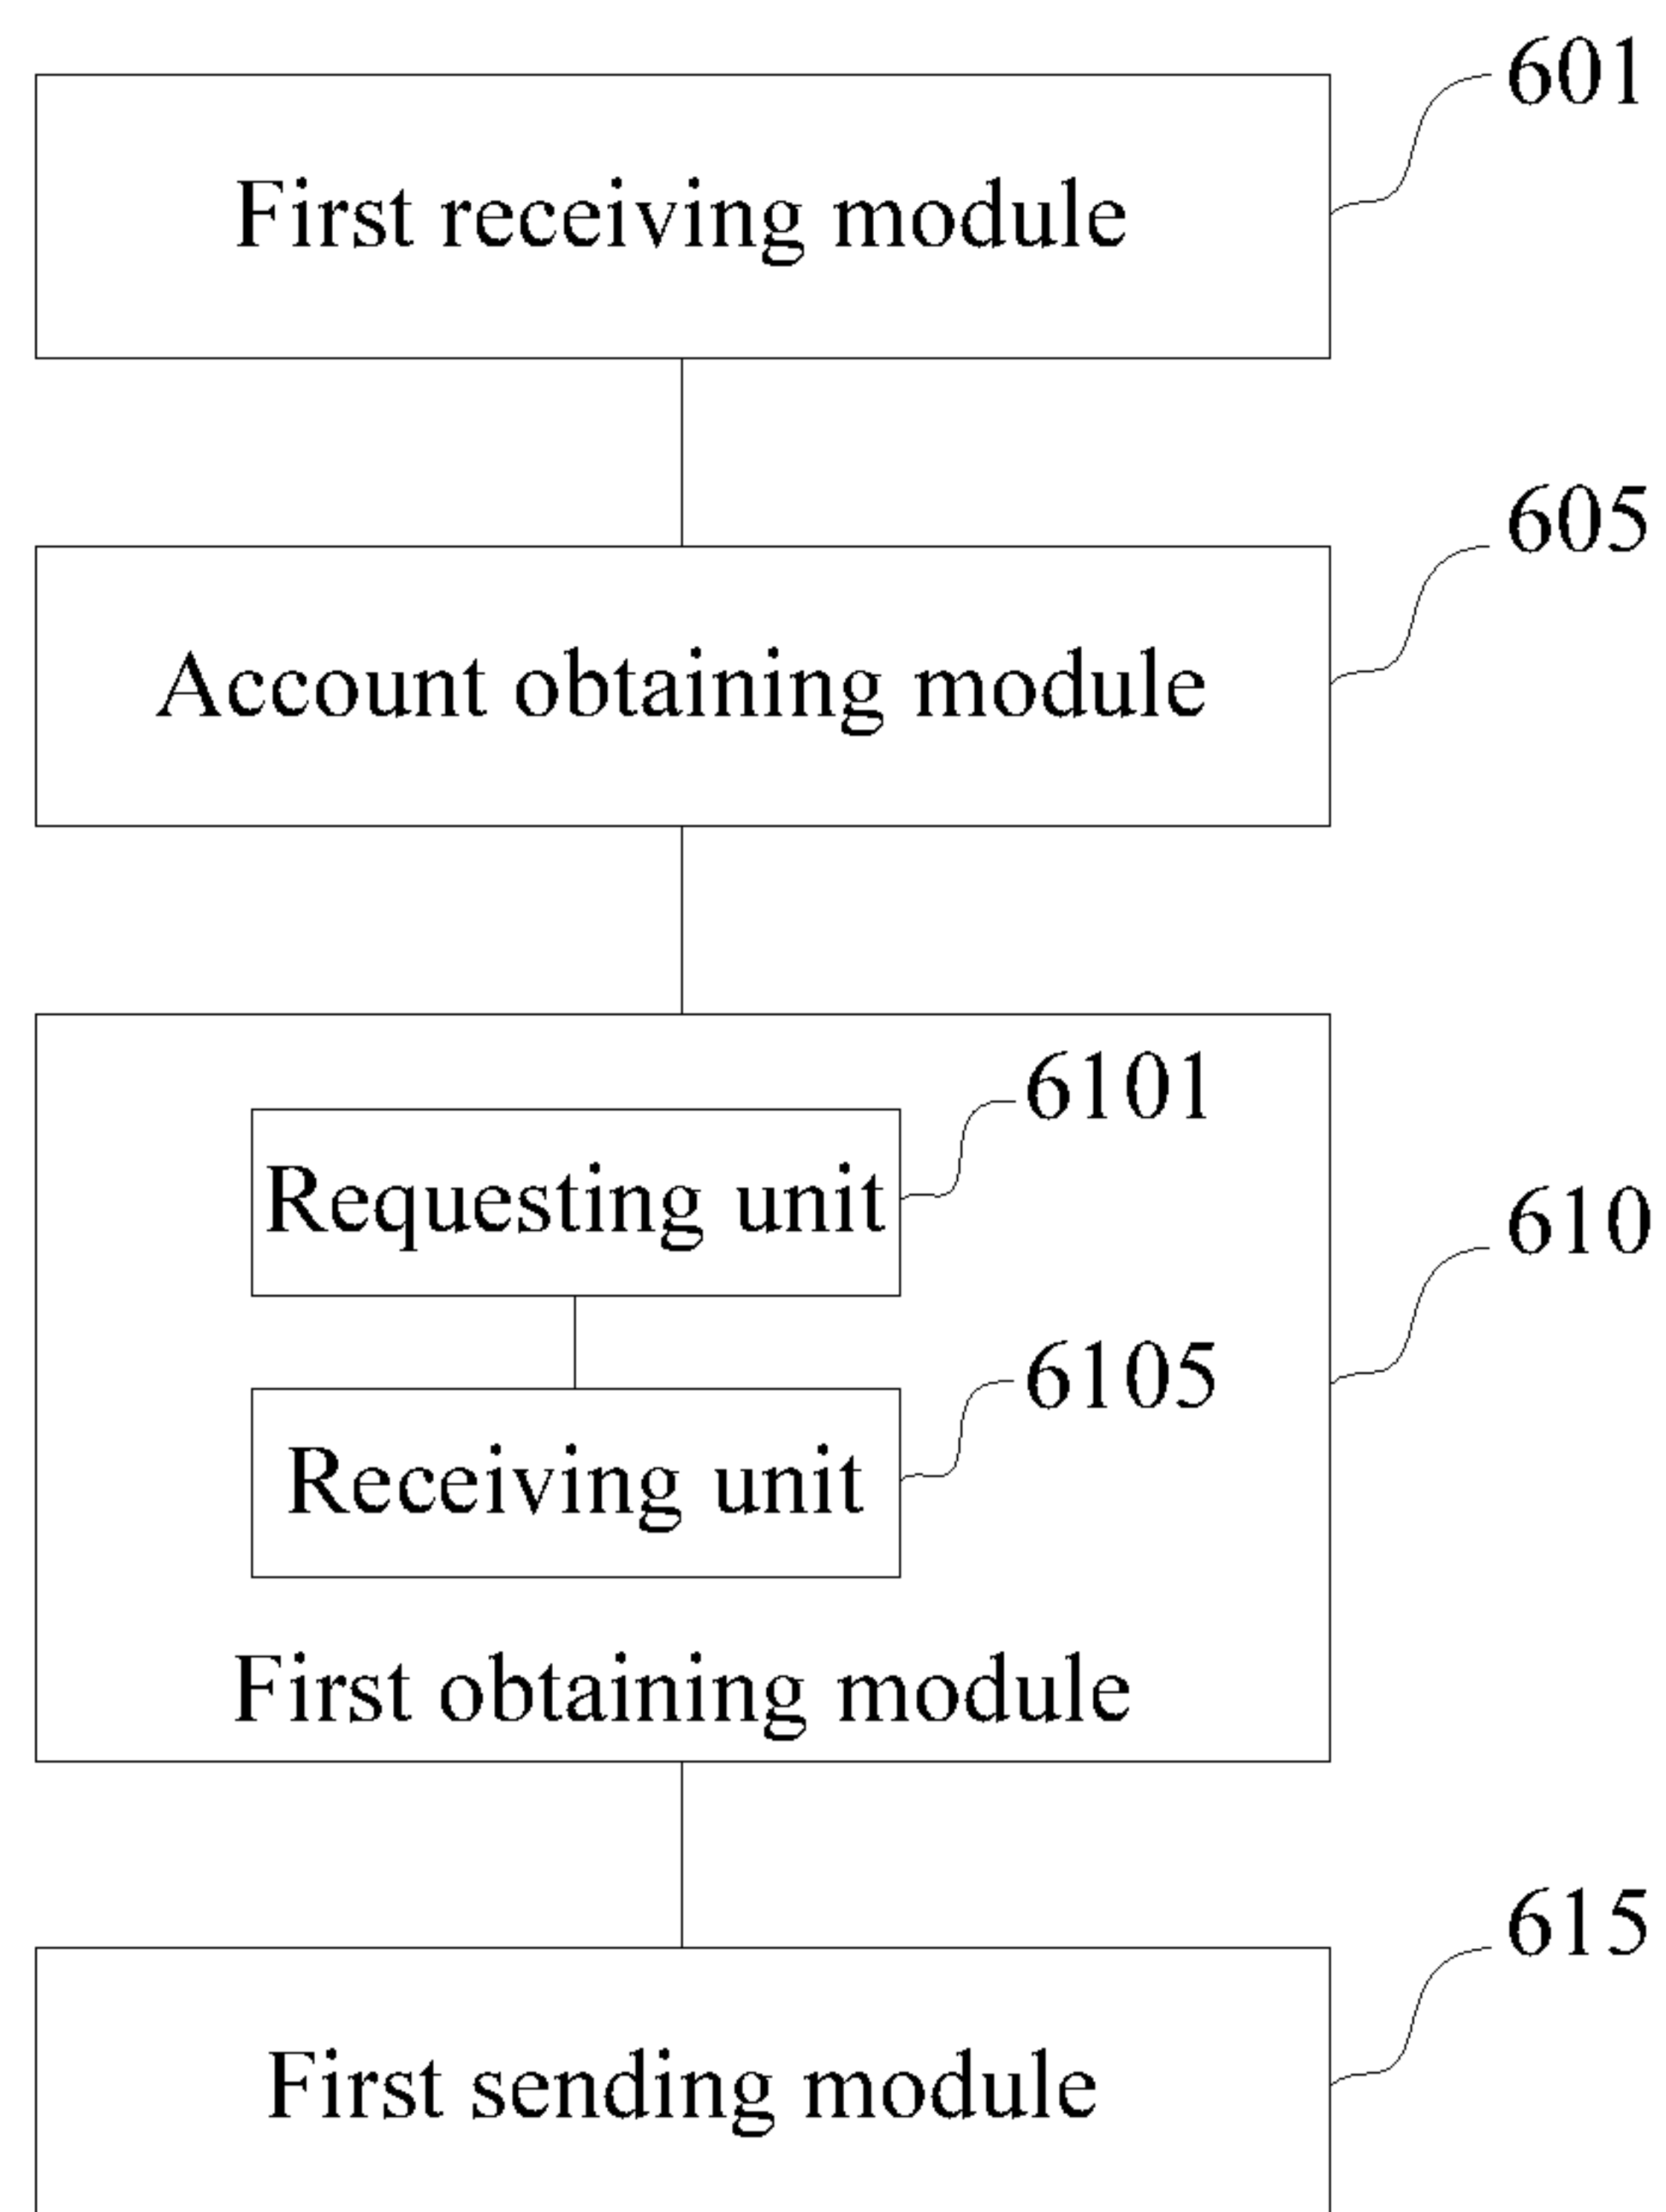 601
First receiving module
605
Account obtaining module
6101
Requesting unit
610
6105
Receiving unit
First obtaining module
615
First sending module